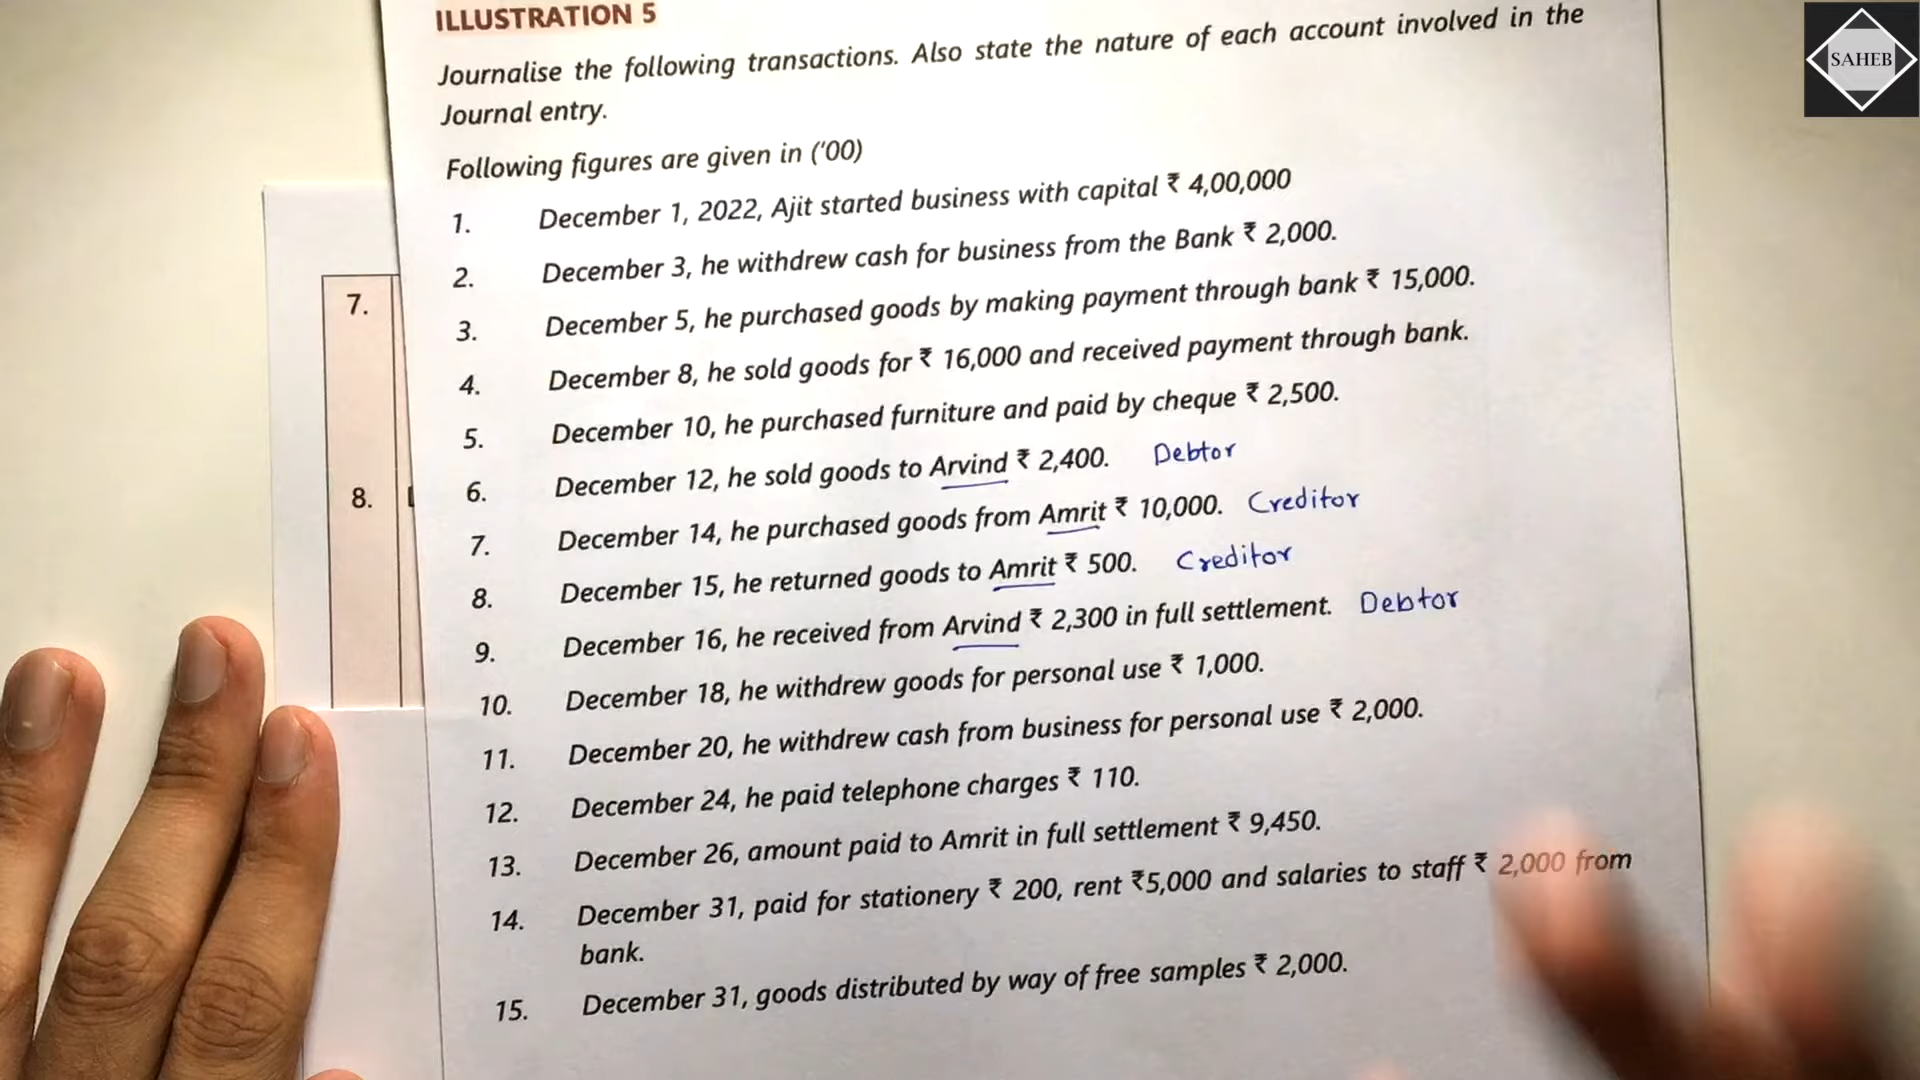 SAHEB
ILLUSTRATION 5
Journalise the following transactions. Also state the nature of each account involved in the
Journal entry.
Following figures are given in (‘00)
1. December 1, 2022, Ajit started business with capital ₹ 4,00,000
2. December 3, he withdrew cash for business from the Bank ₹ 2,000.
3. December 5, he purchased goods by making payment through bank ₹ 15,000.
4. December 8, he sold goods for ₹ 16,000 and received payment through bank.
5. December 10, he purchased furniture and paid by cheque ₹ 2,500.
6. December 12, he sold goods to Arvind ₹ 2,400. Debtor
7. December 14, he purchased goods from Amrit ₹ 10,000. Creditor
8. December 15, he returned goods to Amrit ₹ 500. Creditor
9. December 16, he received from Arvind ₹ 2,300 in full settlement. Debtor
10. December 18, he withdrew goods for personal use ₹ 1,000.
11. December 20, he withdrew cash from business for personal use ₹ 2,000.
12. December 24, he paid telephone charges ₹ 110.
13. December 26, amount paid to Amrit in full settlement ₹ 9,450.
14. December 31, paid for stationery ₹ 200, rent ₹5,000 and salaries to staff ₹ 2,000 from
bank.
15. December 31, goods distributed by way of free samples ₹ 2,000.
7.
8.